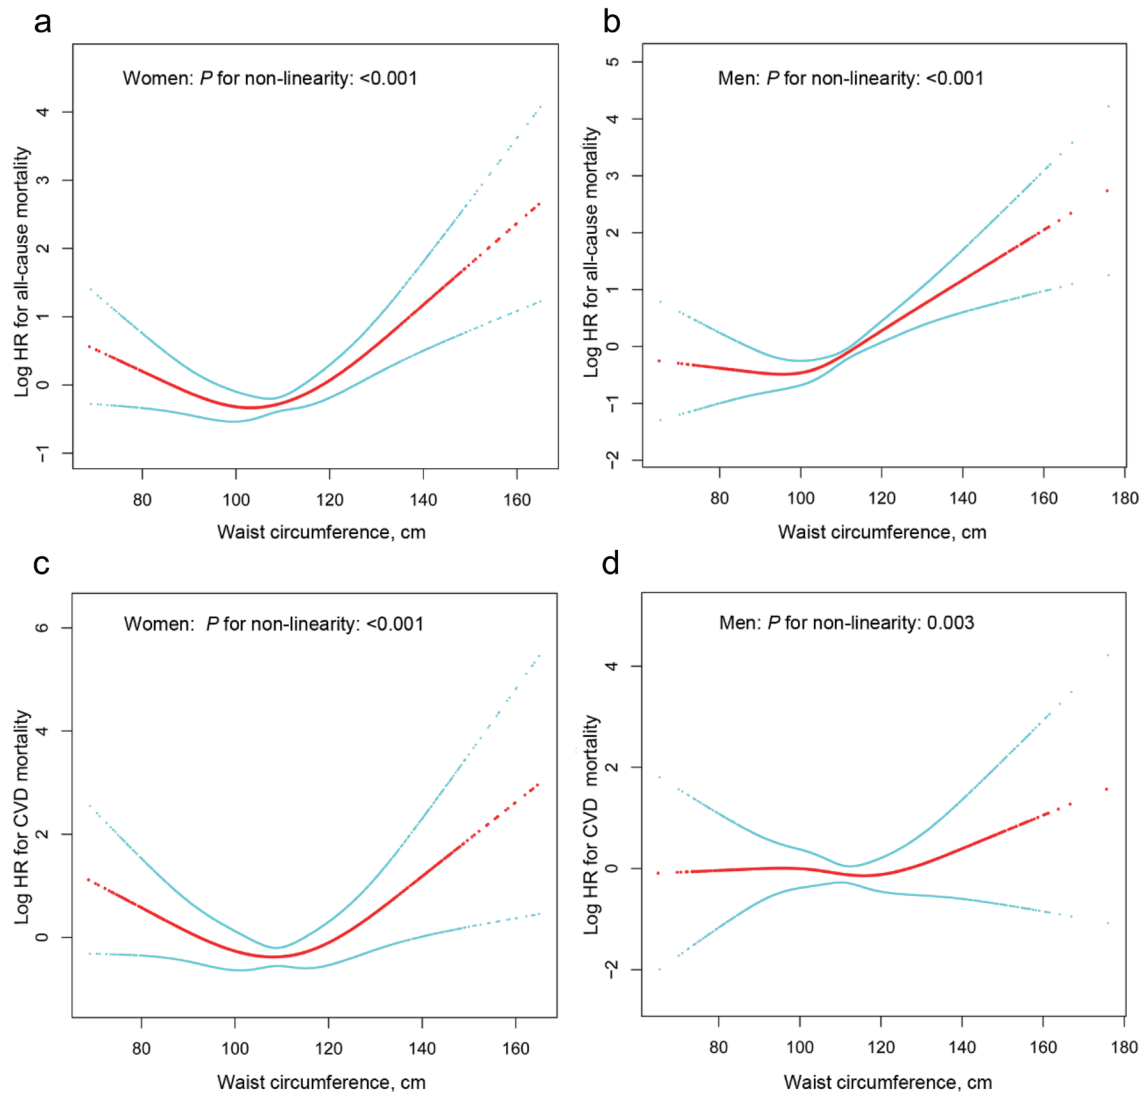 a
Women: P for non-linearity: <0.001
Log HR for all-cause mortality
4
3
2
1
0
−1
80 100 120 140 160
Waist circumference, cm
b
Men: P for non-linearity: <0.001
Log HR for all-cause mortality
5
4
3
2
1
0
−1
−2
80 100 120 140 160 180
Waist circumference, cm
c
Women: P for non-linearity: <0.001
Log HR for CVD mortality
6
4
2
0
80 100 120 140 160
Waist circumference, cm
d
Men: P for non-linearity: 0.003
Log HR for CVD mortality
4
2
0
−2
80 100 120 140 160 180
Waist circumference, cm